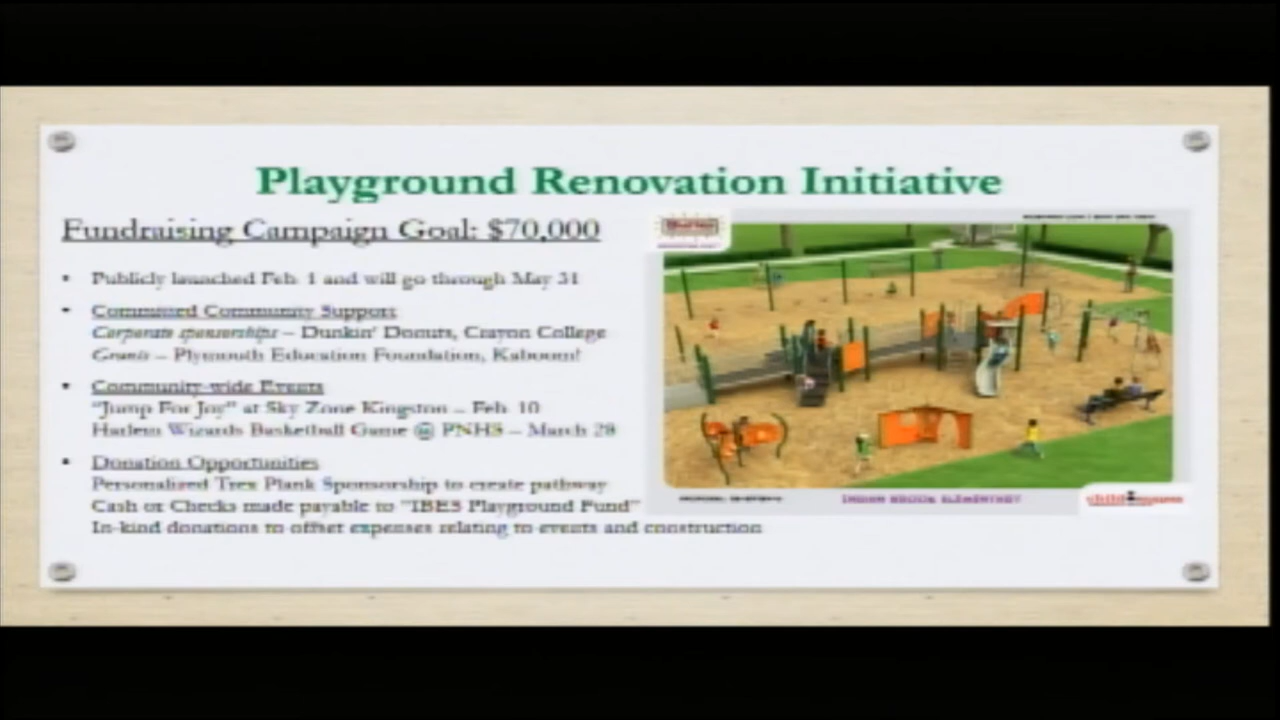 Playground Renovation Initiative
Fundraising Campaign Goal: $70,000
• Publicly launched Feb. 1 and will go through May 31
• Committed Community Support
Corporate sponsorships – Dunkin' Donuts, Crayon College
Grants – Plymouth Education Foundation, Kaboom!
• Community-wide Events
"Jump For Joy" at Sky Zone Kingston – Feb. 10
Harlem Wizards Basketball Game @ PNHS – March 28
• Donation Opportunities
Personalized Trex Plank Sponsorship to create pathway
Cash or Checks made payable to "IBES Playground Fund"
In-kind donations to offset expenses relating to events and construction
INDIAN BROOK ELEMENTARY